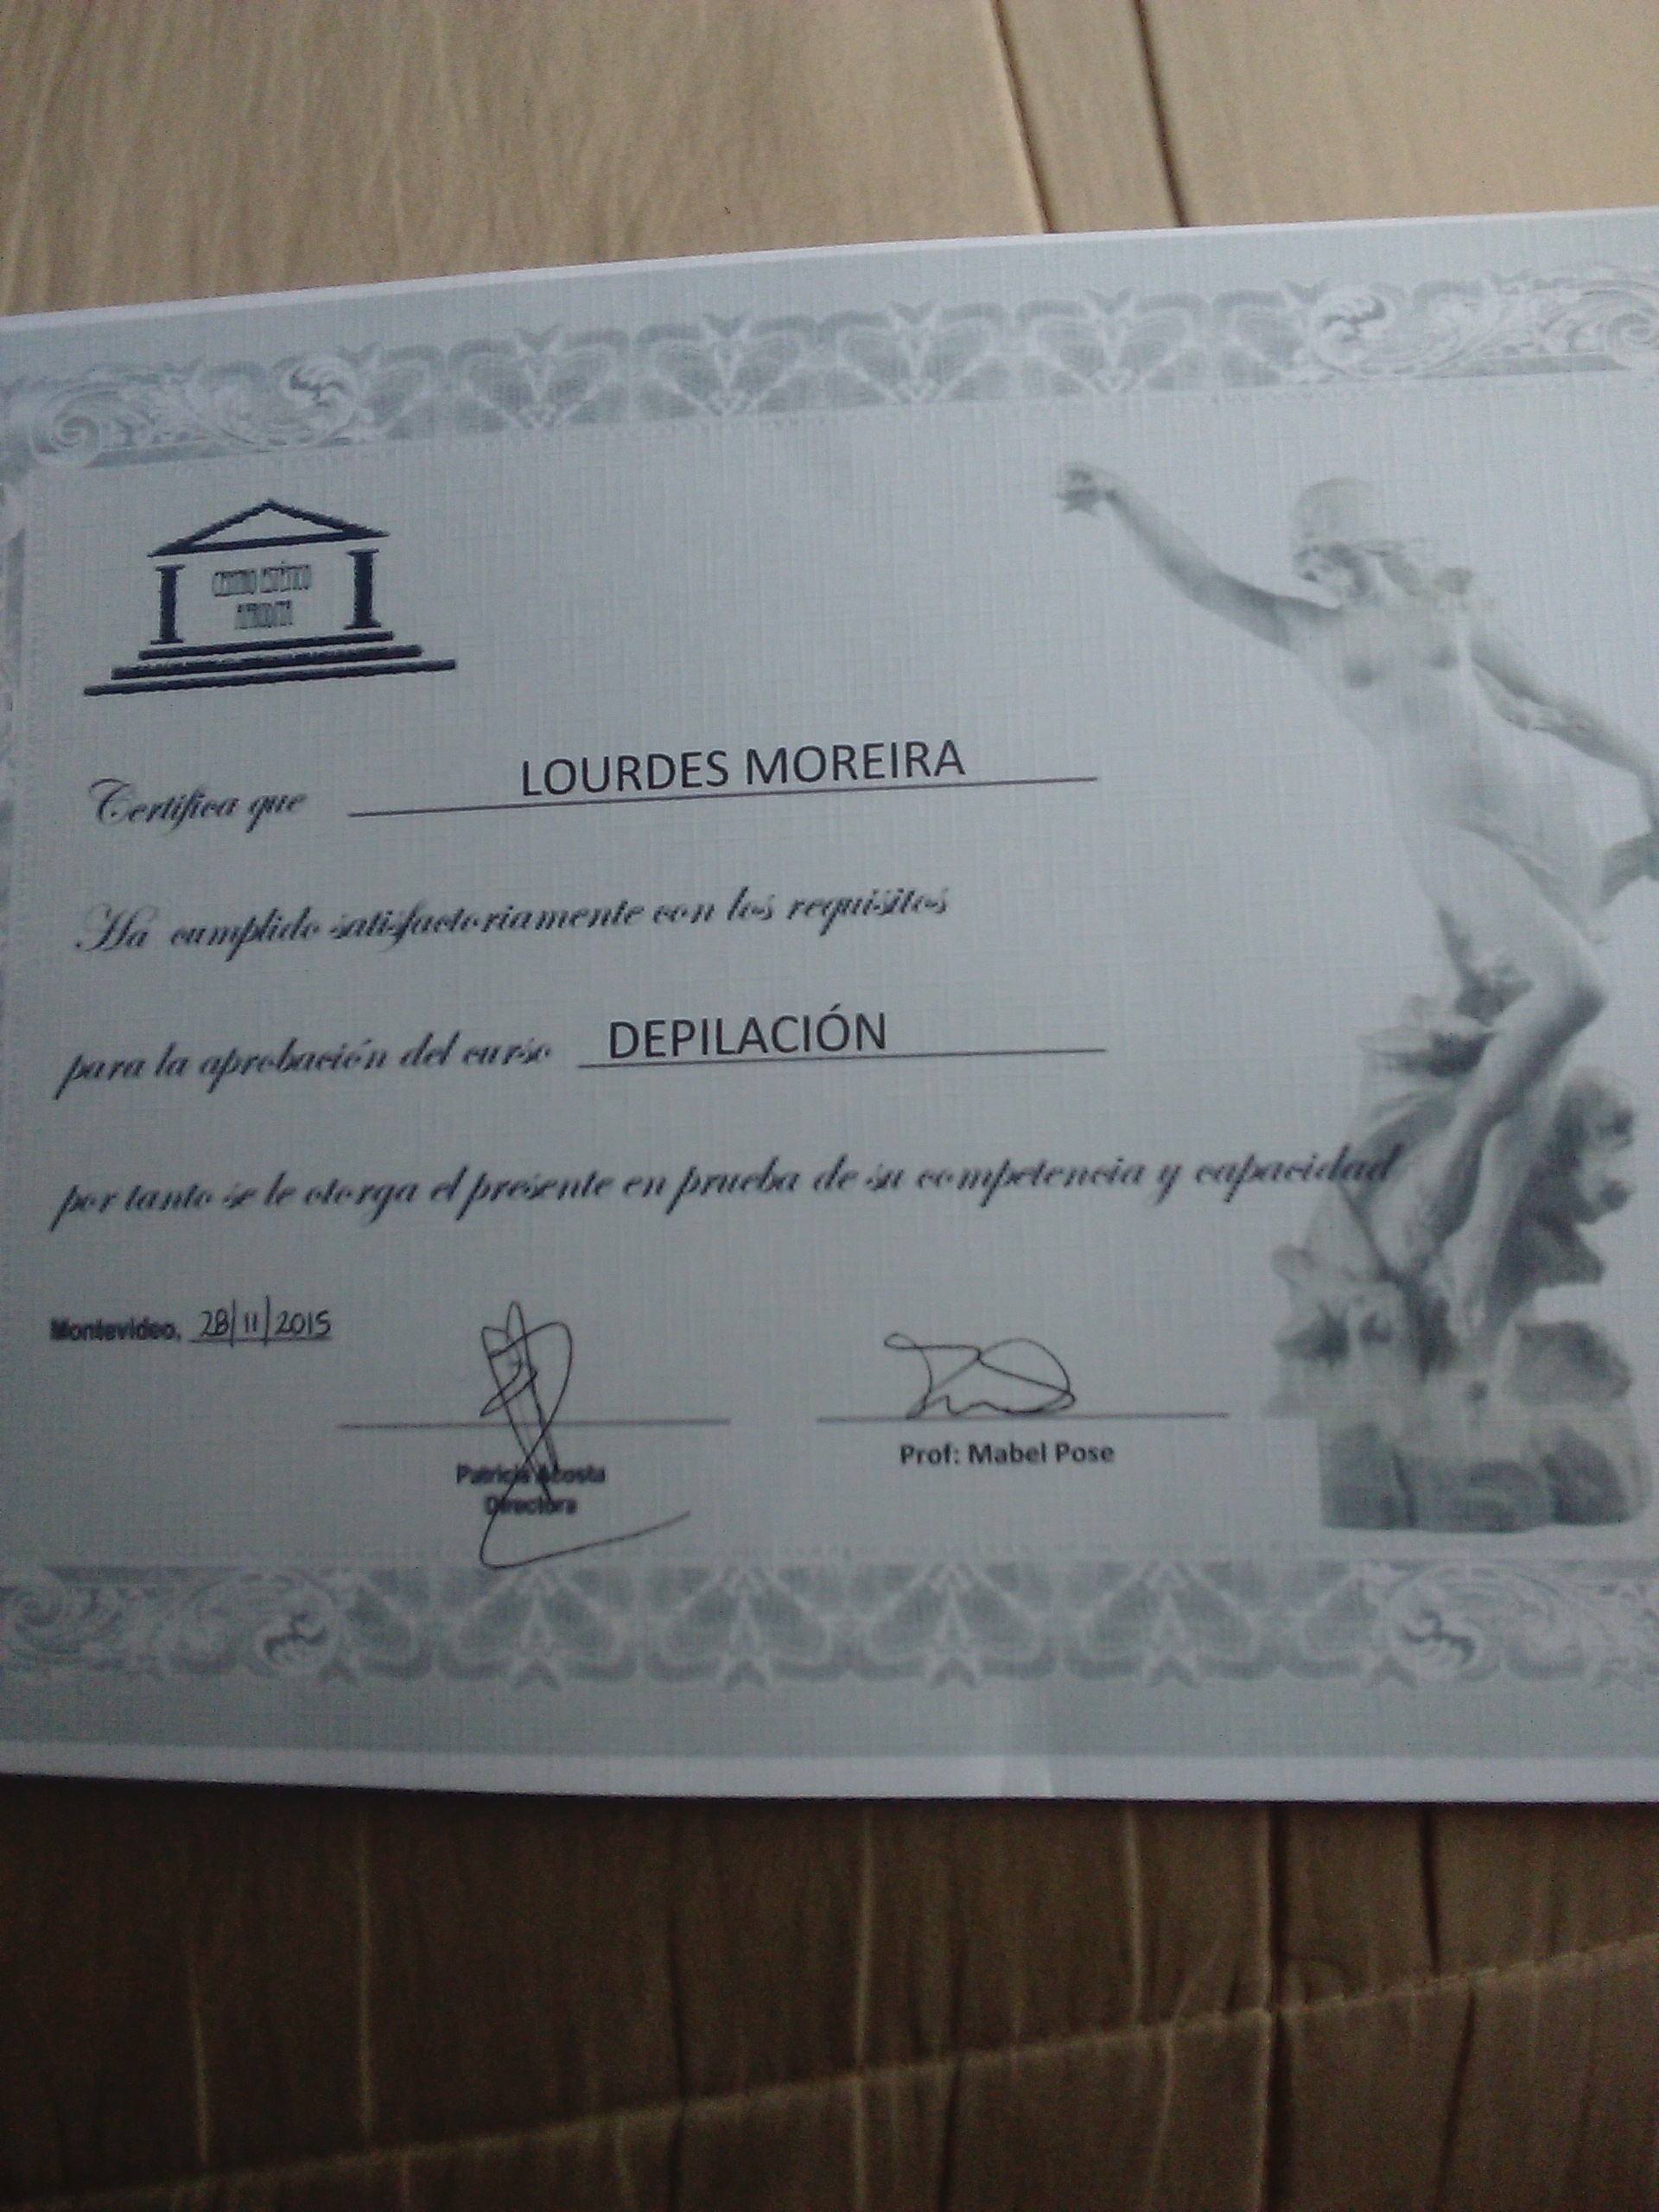 CENTRO ESTÉTICO
Certifica que LOURDES MOREIRA
Ha cumplido satisfactoriamente con los requisitos
para la aprobación del curso DEPILACIÓN
por tanto se le otorga el presente en prueba de su competencia y capacidad
Montevideo, 28/11/2015
Patricia Acosta
Directora
Prof: Mabel Pose